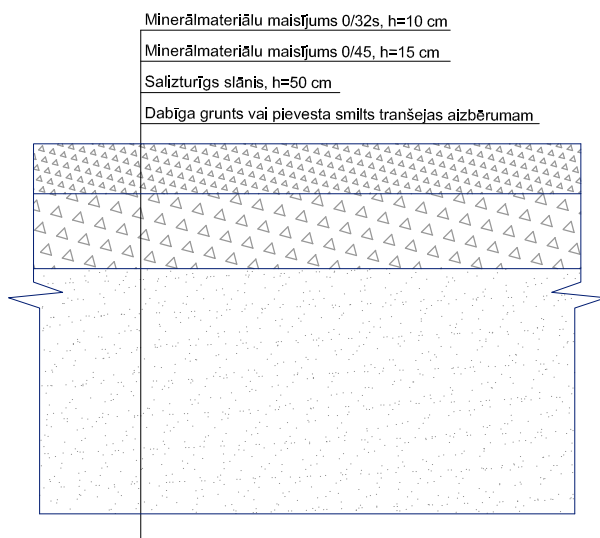 Minerālmateriālu maisījums 0/32s, h=10 cm
Minerālmateriālu maisījums 0/45, h=15 cm
Salizturīgs slānis, h=50 cm
Dabīga grunts vai pievesta smilts tranšejas aizbērumam